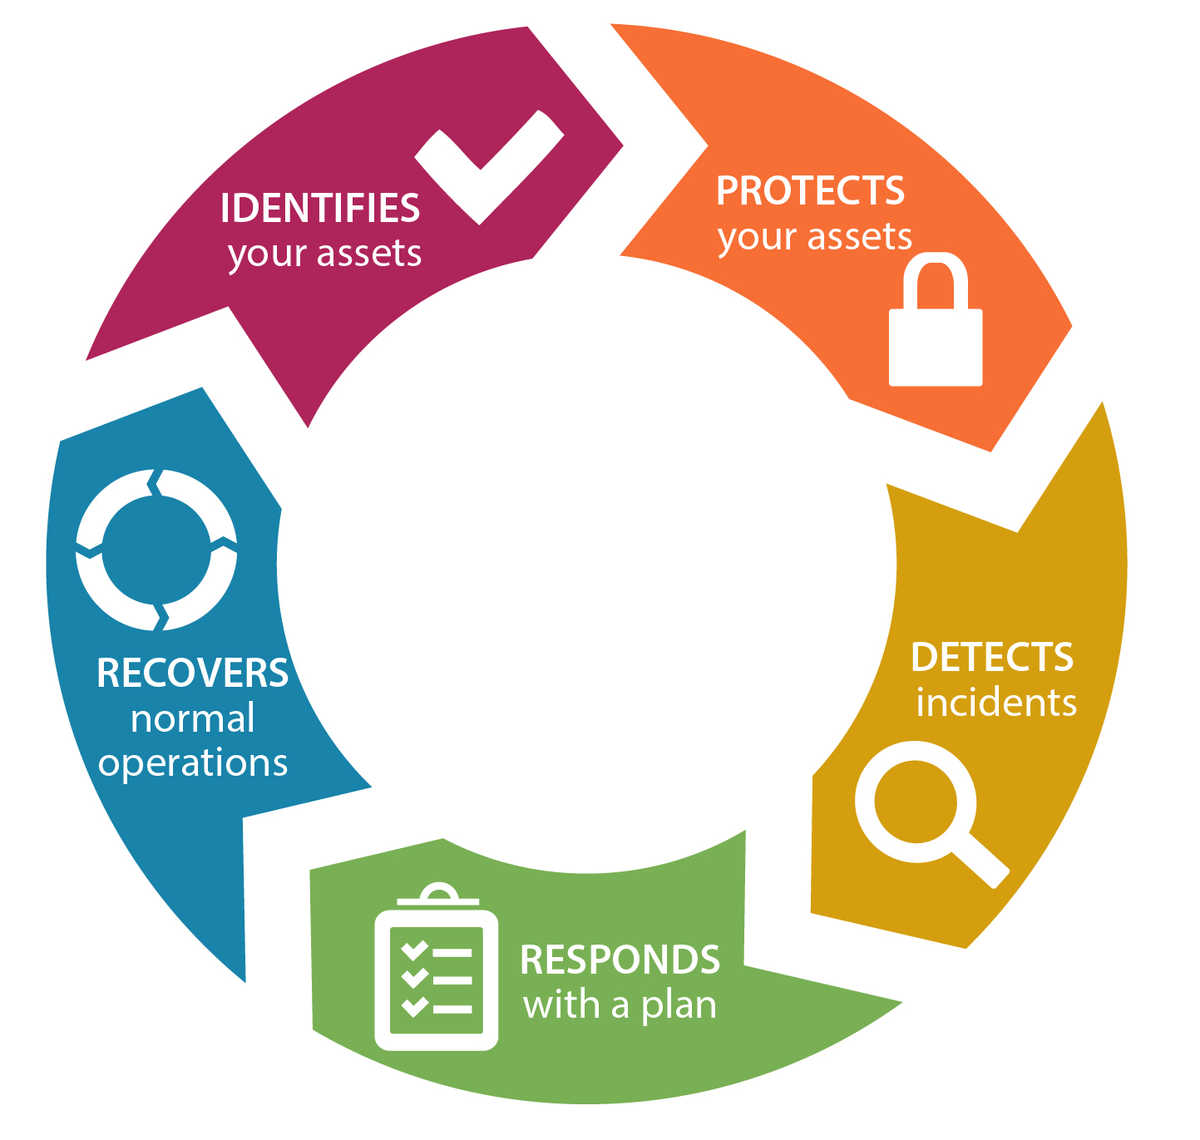 IDENTIFIES
your assets
PROTECTS
your assets
DETECTS
incidents
RESPONDS
with a plan
RECOVERS
normal
operations